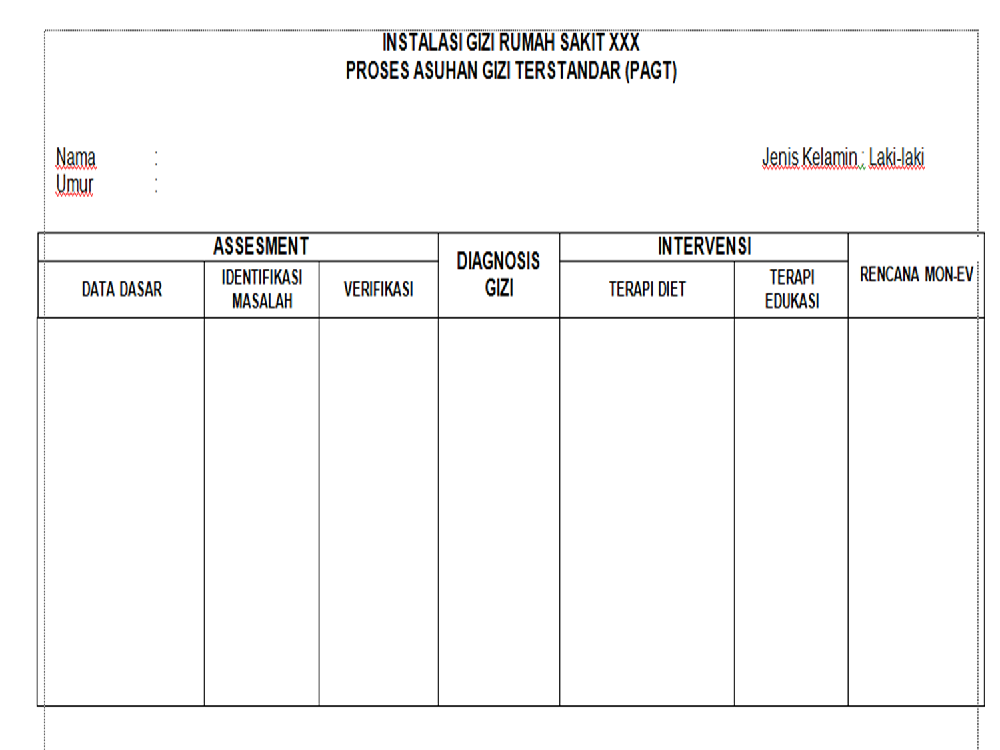 INSTALASI GIZI RUMAH SAKIT XXX
PROSES ASUHAN GIZI TERSTANDAR (PAGT)
Nama :
Jenis Kelamin : Laki-laki
Umur :
ASSESMENT
DIAGNOSIS
GIZI
INTERVENSI
RENCANA MON-EV
DATA DASAR
IDENTIFIKASI
MASALAH
VERIFIKASI
TERAPI DIET
TERAPI
EDUKASI